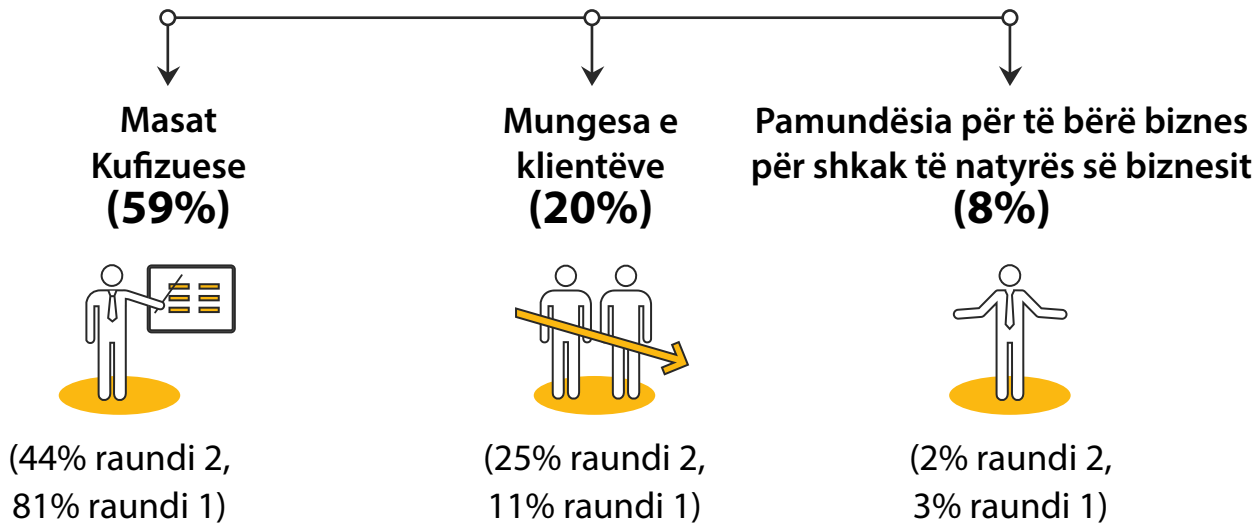 Masat
Kufizuese
(59%)
(44% raundi 2,
81% raundi 1)
Mungesa e
klientëve
(20%)
(25% raundi 2,
11% raundi 1)
Pamundësia për të bërë biznes
për shkak të natyrës së biznesit
(8%)
(2% raundi 2,
3% raundi 1)